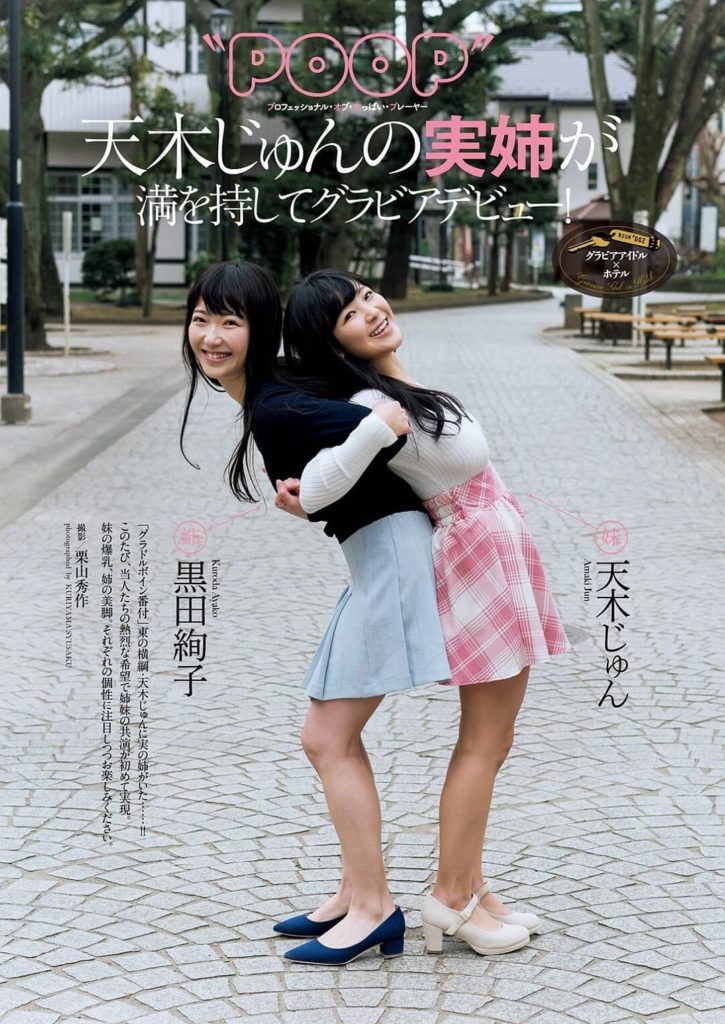 "POOP"
プロフェッショナル・オブ・おっぱい・プレーヤー
天木じゅんの実姉が
満を持してグラビアデビュー!
ROOM #002
グラビアアイドル
×
ホテル
Gravure Idol in Hotel
妹
天木じゅん
Amaki Jun
姉
黒田絢子
Kuroda Ayako
「グラドルボイン番付」東の横綱・天木じゅんに実の姉がいた……!!
このたび、当人たちの熱烈な希望で姉妹の共演が初めて実現。
妹の爆乳、姉の美脚。それぞれの個性に注目しつつお楽しみください。
撮影/栗山秀作
photographed by KURIYAMA SYUSAKU